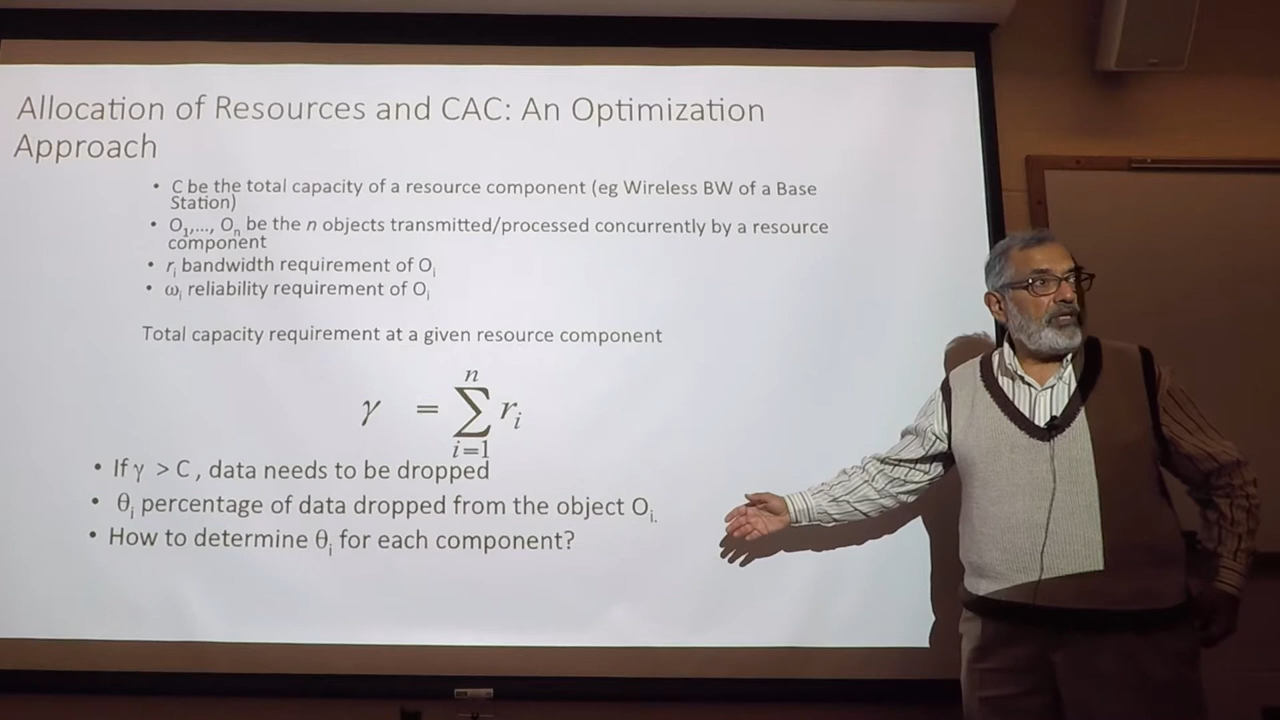 Allocation of Resources and CAC: An Optimization
Approach
• C be the total capacity of a resource component (eg Wireless BW of a Base
Station)
• O₁,..., Oₙ be the n objects transmitted/processed concurrently by a resource
component
• rᵢ bandwidth requirement of Oᵢ
• ωᵢ reliability requirement of Oᵢ
Total capacity requirement at a given resource component
γ = ∑ᵢ₌₁ⁿ rᵢ
• If γ > C , data needs to be dropped
• θᵢ percentage of data dropped from the object Oᵢ.
• How to determine θᵢ for each component?